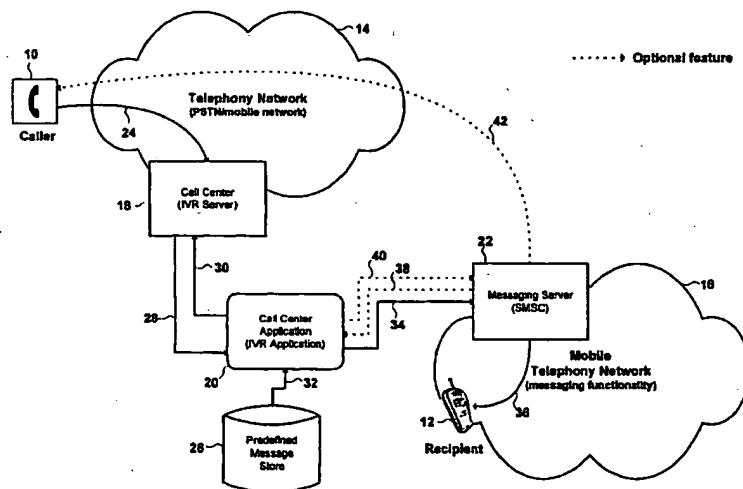 10
14
Optional feature
Telephony Network
(PSTN/mobile network)
24
Caller
42
18
Call Center
(IVR Server)
22
16
30
40
38
Messaging Server
(SMSC)
28
34
Call Center
Application
(IVR Application)
Mobile
Telephony Network
(messaging functionality)
20
32
36
12
26
Predefined
Message
Store
Recipient